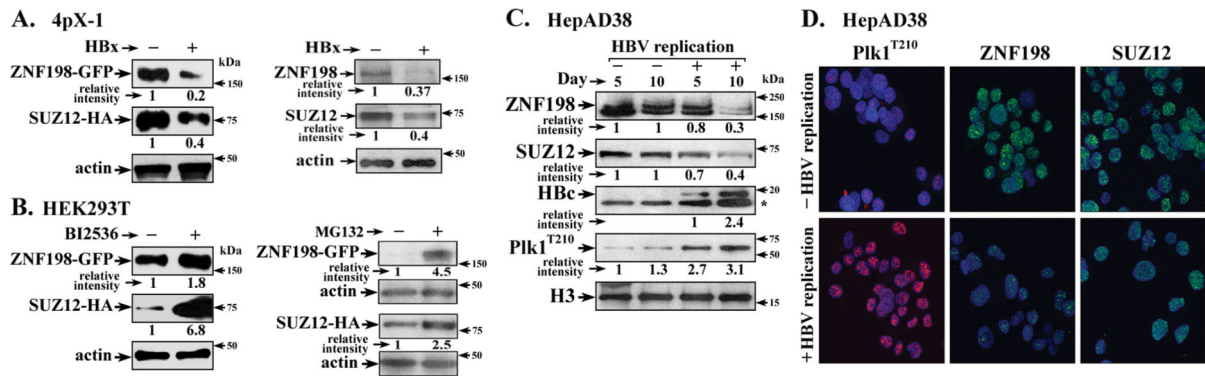 A. 4pX-1
HBx – +
kDa
ZNF198-GFP
150
relative intensity 1 0.2
SUZ12-HA
75
1 0.4
actin
50
HBx – +
ZNF198
150
relative intensity 1 0.37
SUZ12
75
relative intensity 1 0.4
actin
50
B. HEK293T
BI2536 – +
kDa
ZNF198-GFP
150
relative intensity 1 1.8
SUZ12-HA
75
1 6.8
actin
50
MG132 – +
ZNF198-GFP
150
relative intensity 1 4.5
actin
50
SUZ12-HA
75
relative intensity 1 2.5
actin
50
C. HepAD38
HBV replication
– – + +
Day 5 10 5 10 kDa
ZNF198
250
150
relative intensity 1 1 0.8 0.3
SUZ12
75
relative intensity 1 1 0.7 0.4
HBc
20
*
relative intensity 1 2.4
Plk1T210
75
50
relative intensity 1 1.3 2.7 3.1
H3
15
D. HepAD38
Plk1T210 ZNF198 SUZ12
– HBV replication
+ HBV replication